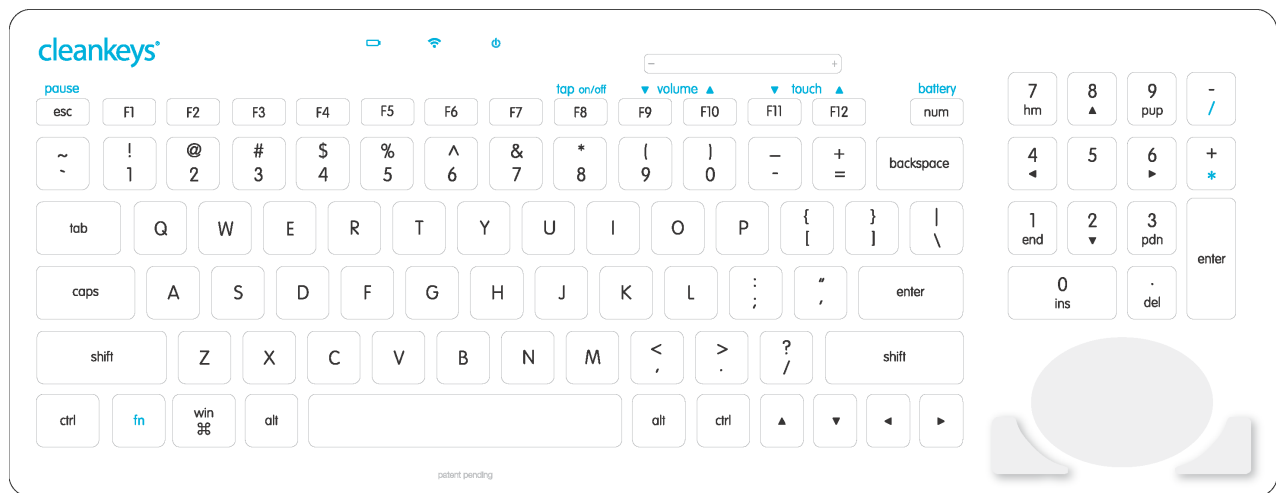 cleankeys®
- +
pause tap on/off ▼ volume ▲ ▼ touch ▲ battery
esc F1 F2 F3 F4 F5 F6 F7 F8 F9 F10 F11 F12 num
7 8 9 -
hm ▲ pup /
~ ! @ # $ % ^ & * ( ) _ + backspace
` 1 2 3 4 5 6 7 8 9 0 - =
4 5 6 +
◄ ► *
tab Q W E R T Y U I O P { } |
[ ] \
1 2 3 enter
end ▼ pdn
caps A S D F G H J K L : " enter
; ,
0 .
ins del
shift Z X C V B N M < > ? shift
, . /
ctrl fn win alt alt ctrl ▲ ▼ ◄ ►
⌘
patent pending